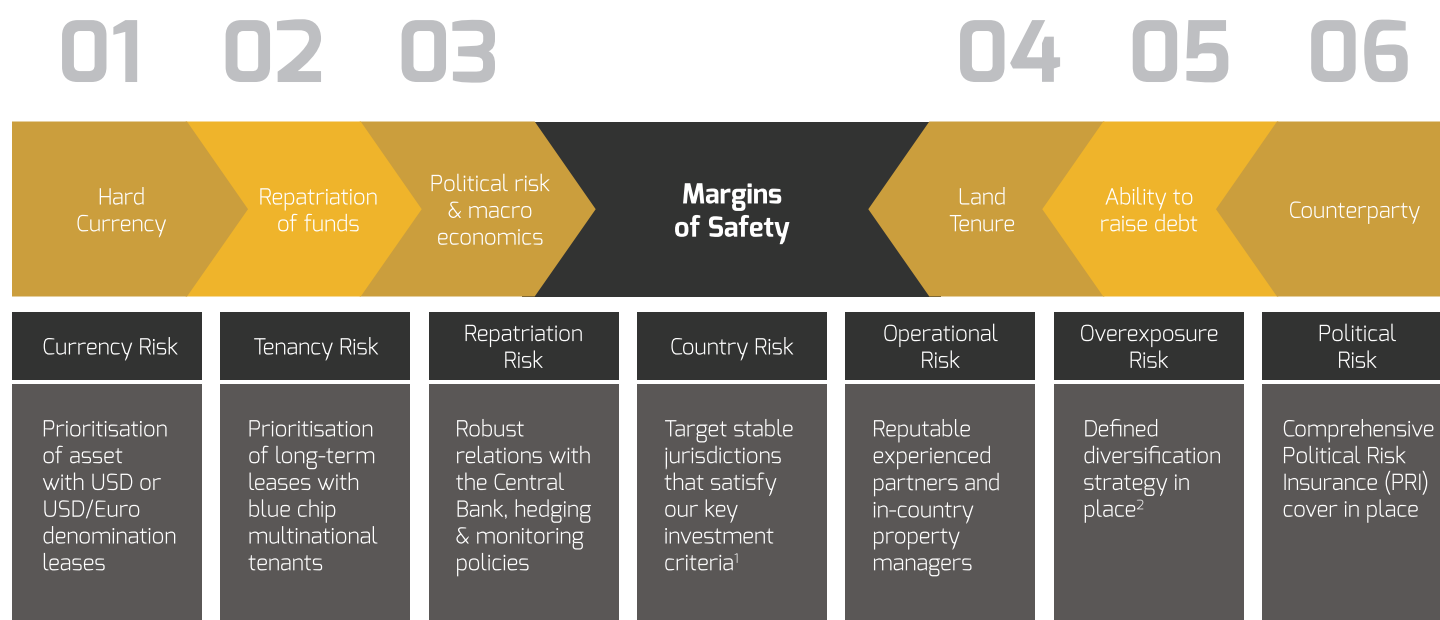 01
02
03
04
05
06
Hard
Currency
Repatriation
of funds
Political risk
& macro
economics
Margins
of Safety
Land
Tenure
Ability to
raise debt
Counterparty
Currency Risk
Prioritisation
of asset
with USD or
USD/Euro
denomination
leases
Tenancy Risk
Prioritisation
of long-term
leases with
blue chip
multinational
tenants
Repatriation
Risk
Robust
relations with
the Central
Bank, hedging
& monitoring
policies
Country Risk
Target stable
jurisdictions
that satisfy
our key
investment
criteria¹
Operational
Risk
Reputable
experienced
partners and
in-country
property
managers
Overexposure
Risk
Defined
diversification
strategy in
place²
Political
Risk
Comprehensive
Political Risk
Insurance (PRI)
cover in place